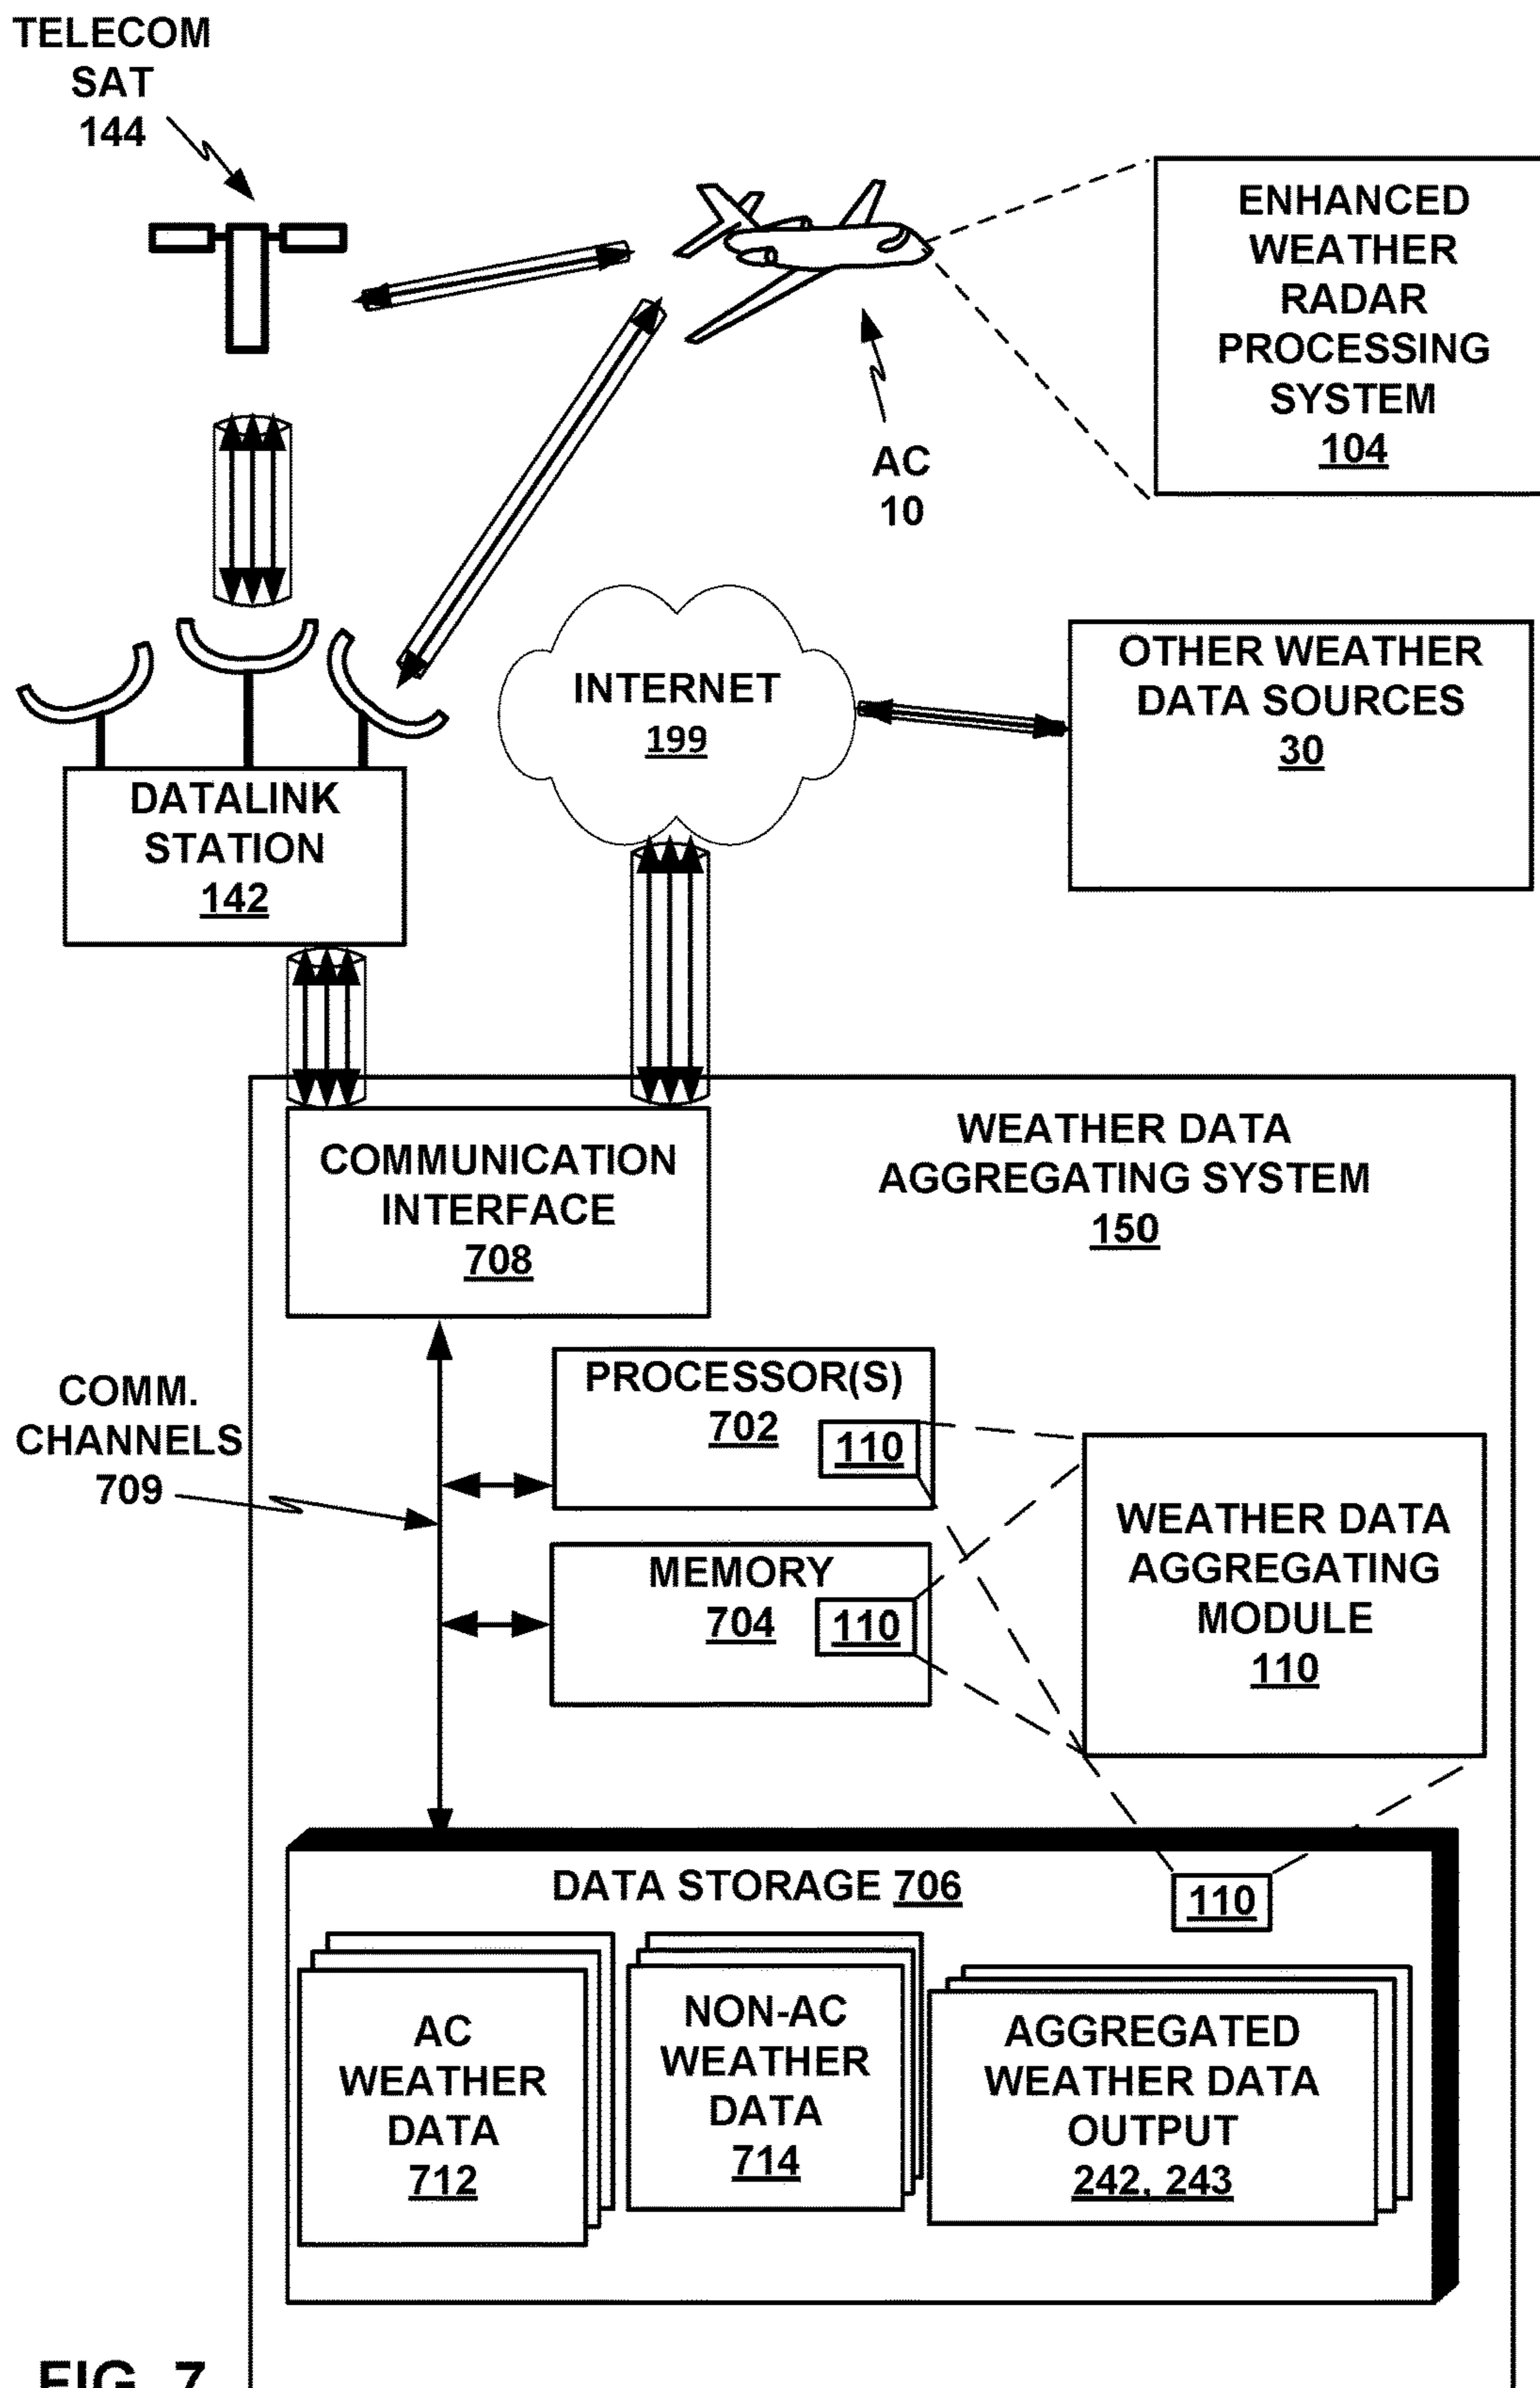 TELECOM
SAT
144
ENHANCED
WEATHER
RADAR
PROCESSING
SYSTEM
104
AC
10
INTERNET
199
OTHER WEATHER
DATA SOURCES
30
DATALINK
STATION
142
COMMUNICATION
INTERFACE
708
WEATHER DATA
AGGREGATING SYSTEM
150
COMM.
CHANNELS
709
PROCESSOR(S)
702
110
MEMORY
704
110
WEATHER DATA
AGGREGATING
MODULE
110
DATA STORAGE 706
110
AC
WEATHER
DATA
712
NON-AC
WEATHER
DATA
714
AGGREGATED
WEATHER DATA
OUTPUT
242, 243
FIG. 7